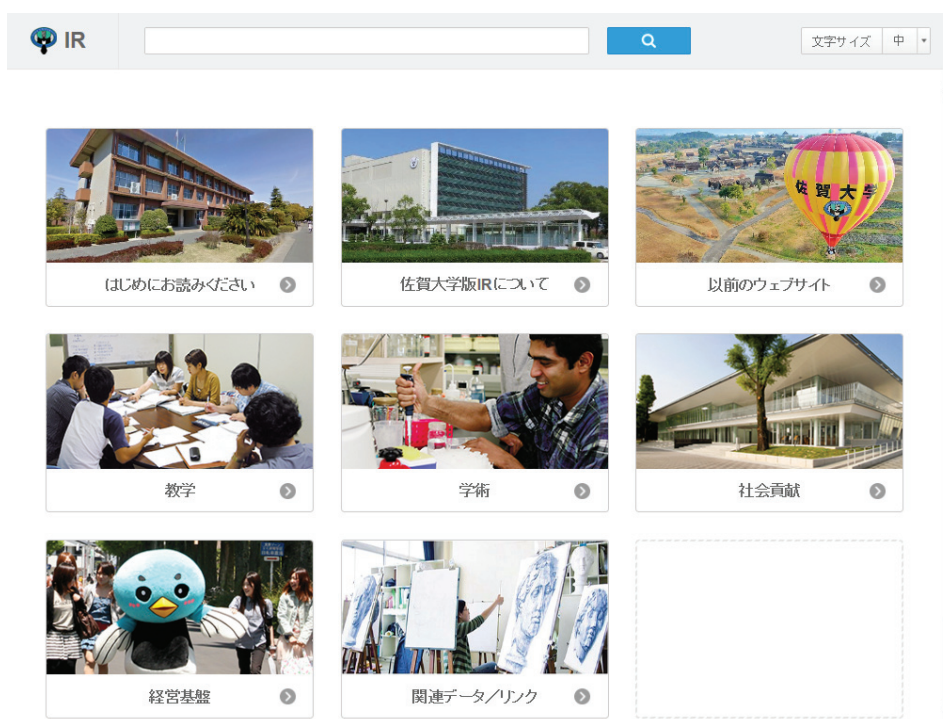 IR
文字サイズ 中
はじめにお読みください
佐賀大学版IRについて
佐賀大学
以前のウェブサイト
教学
学術
社会貢献
経営基盤
関連データ／リンク